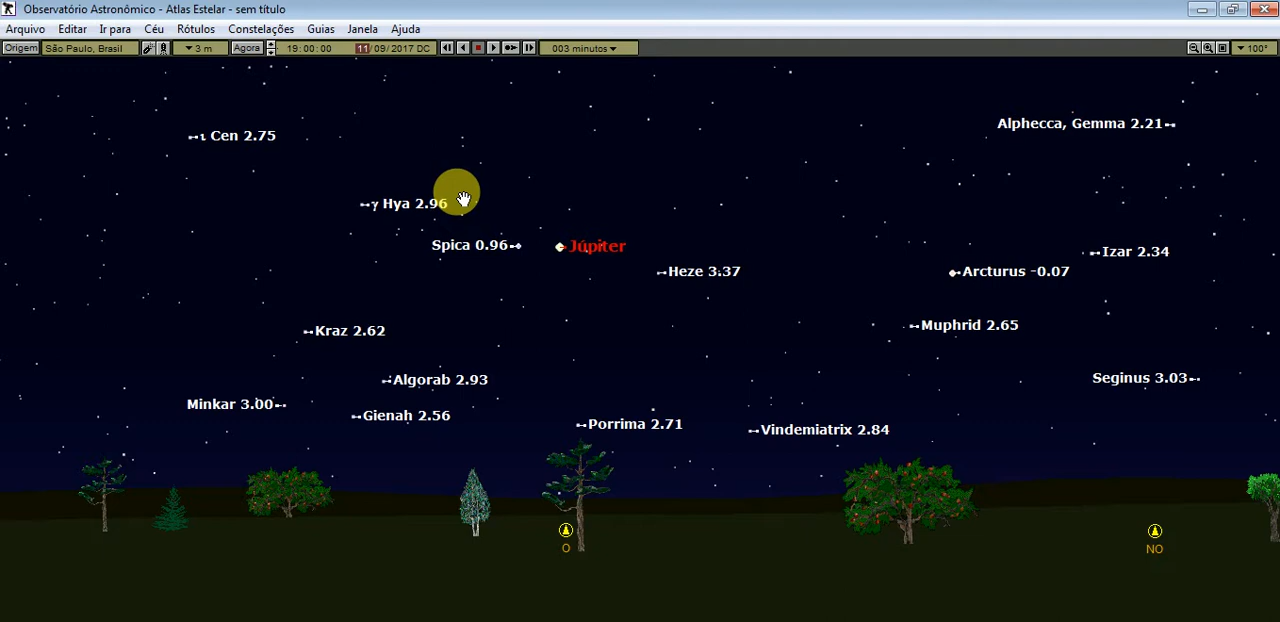 Observatório Astronômico - Atlas Estelar - sem título
Arquivo Editar Ir para Céu Rótulos Constelações Guias Janela Ajuda
Origem São Paulo, Brasil 3 m Agora 19:00:00 11/09/2017 DC 003 minutos 100°
Alphecca, Gemma 2.21
ι Cen 2.75
γ Hya 2.96
Spica 0.96
Júpiter
Izar 2.34
Heze 3.37
Arcturus -0.07
Muphrid 2.65
Kraz 2.62
Algorab 2.93
Seginus 3.03
Minkar 3.00
Gienah 2.56
Porrima 2.71
Vindemiatrix 2.84
O
NO